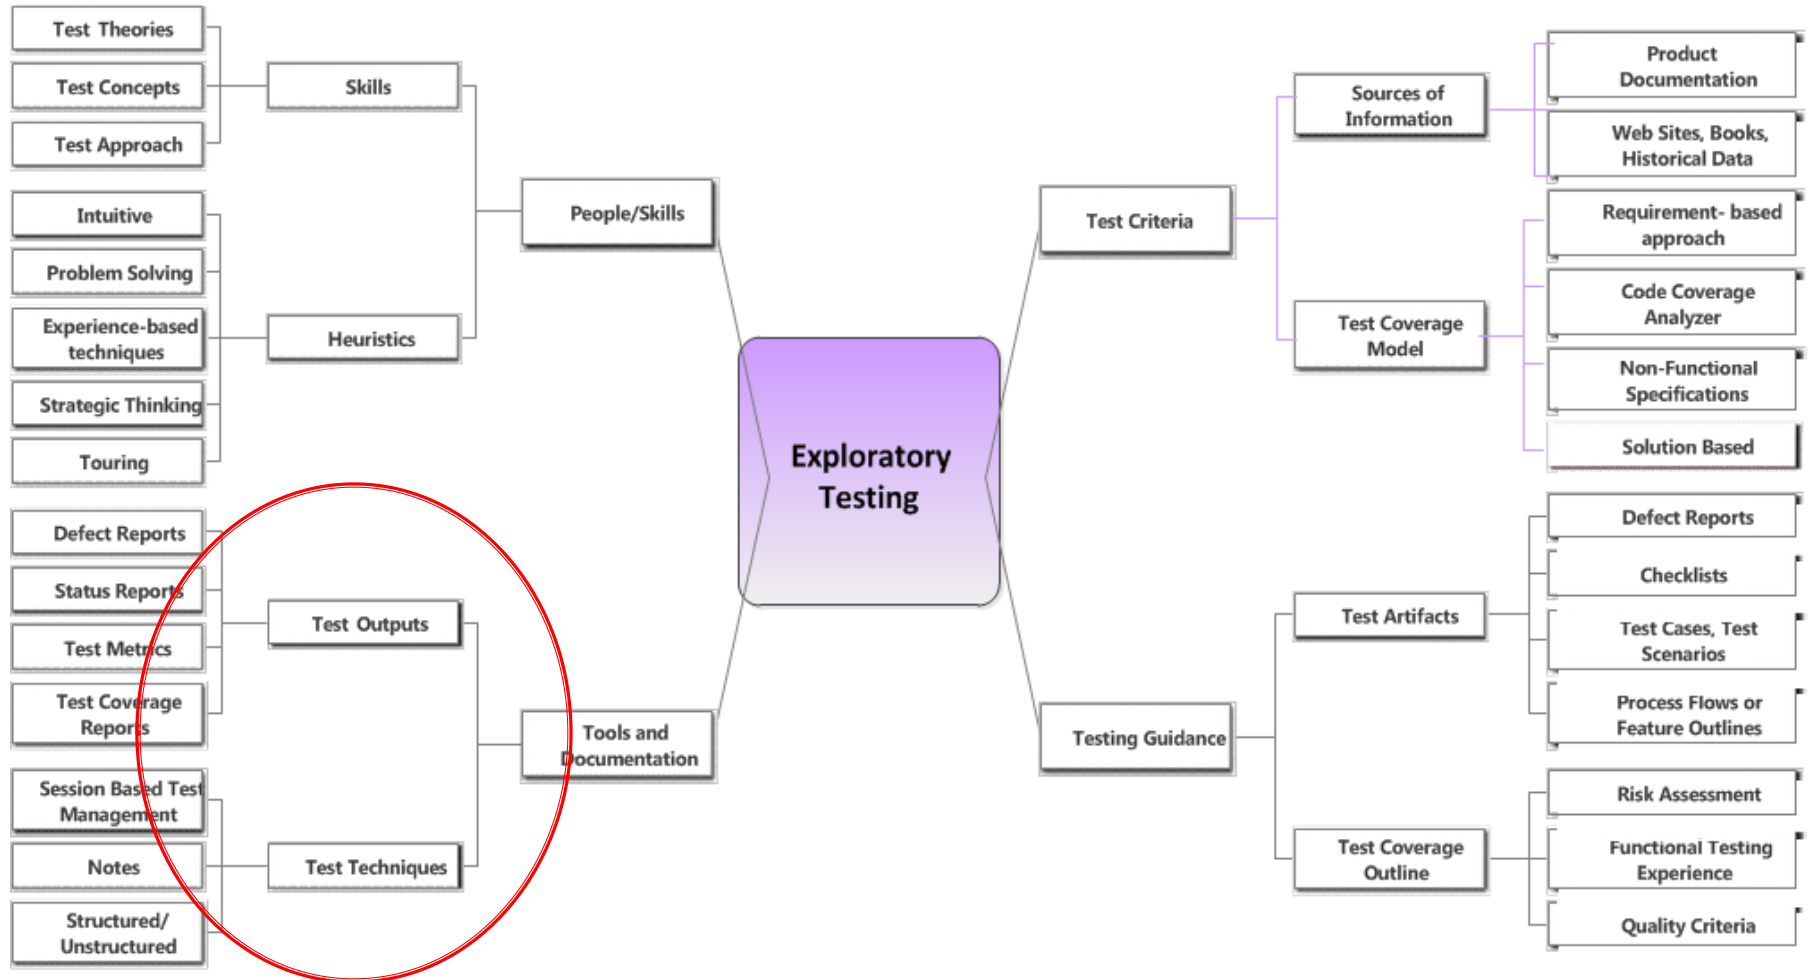 Test Theories
Test Concepts
Test Approach
Skills
Intuitive
Problem Solving
Experience-based
techniques
Strategic Thinking
Touring
Heuristics
People/Skills
Defect Reports
Status Reports
Test Metrics
Test Coverage
Reports
Test Outputs
Session Based Test
Management
Notes
Structured/
Unstructured
Test Techniques
Tools and
Documentation
Exploratory
Testing
Test Criteria
Sources of
Information
Product
Documentation
Web Sites, Books,
Historical Data
Test Coverage
Model
Requirement- based
approach
Code Coverage
Analyzer
Non-Functional
Specifications
Solution Based
Testing Guidance
Test Artifacts
Defect Reports
Checklists
Test Cases, Test
Scenarios
Process Flows or
Feature Outlines
Test Coverage
Outline
Risk Assessment
Functional Testing
Experience
Quality Criteria